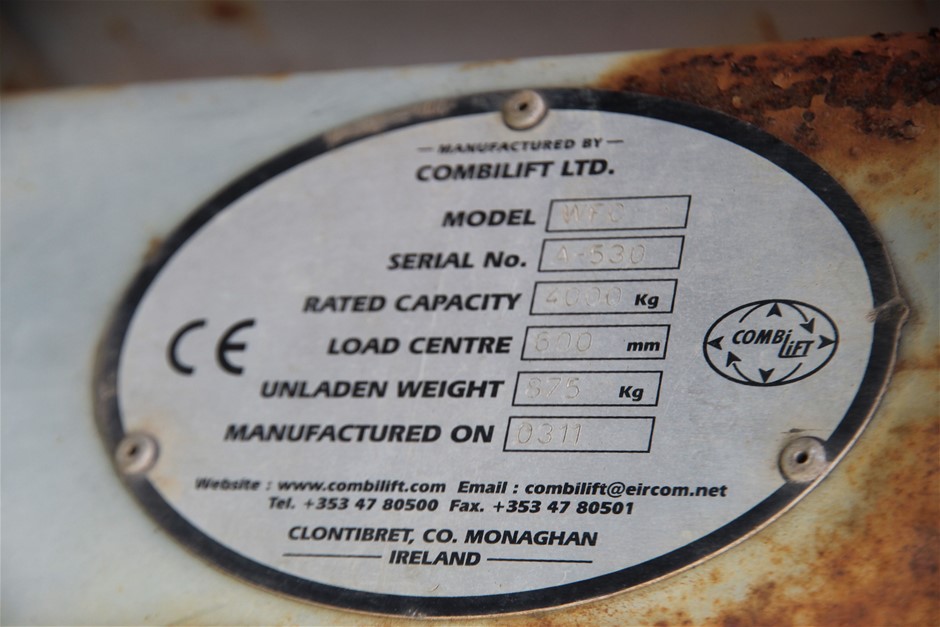 MANUFACTURED BY
COMBILIFT LTD.
MODEL WFC
SERIAL No. A-530
RATED CAPACITY 4000 Kg
LOAD CENTRE 600 mm
UNLADEN WEIGHT 875 Kg
MANUFACTURED ON 0311
CE
COMBiLiFT
Website : www.combilift.com Email : combilift@eircom.net
Tel. +353 47 80500 Fax. +353 47 80501
CLONTIBRET, CO. MONAGHAN
IRELAND